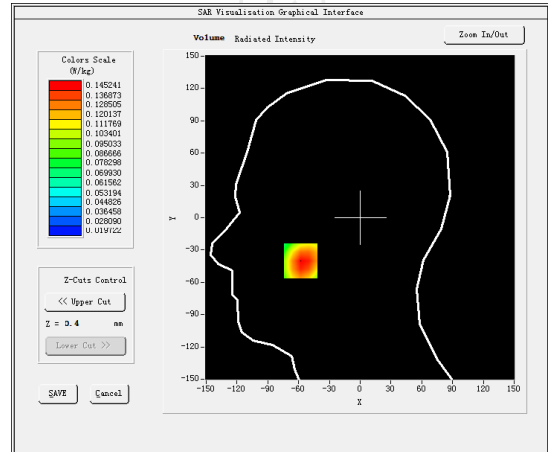 SAR Visualisation Graphical Interface
Volume Radiated Intensity
Zoom In/Out
Colors Scale
(W/kg)
0.145241
0.136873
0.128505
0.120137
0.111769
0.103401
0.095033
0.086666
0.078298
0.069930
0.061562
0.053194
0.044826
0.036458
0.028090
0.019722
150
120
90
60
30
0
-30
-60
-90
-120
-150
Y
-150 -120 -90 -60 -30 0 30 60 90 120 150
X
Z-Cuts Control
<< Upper Cut
Z = 0.4 mm
Lower Cut >>
SAVE Cancel